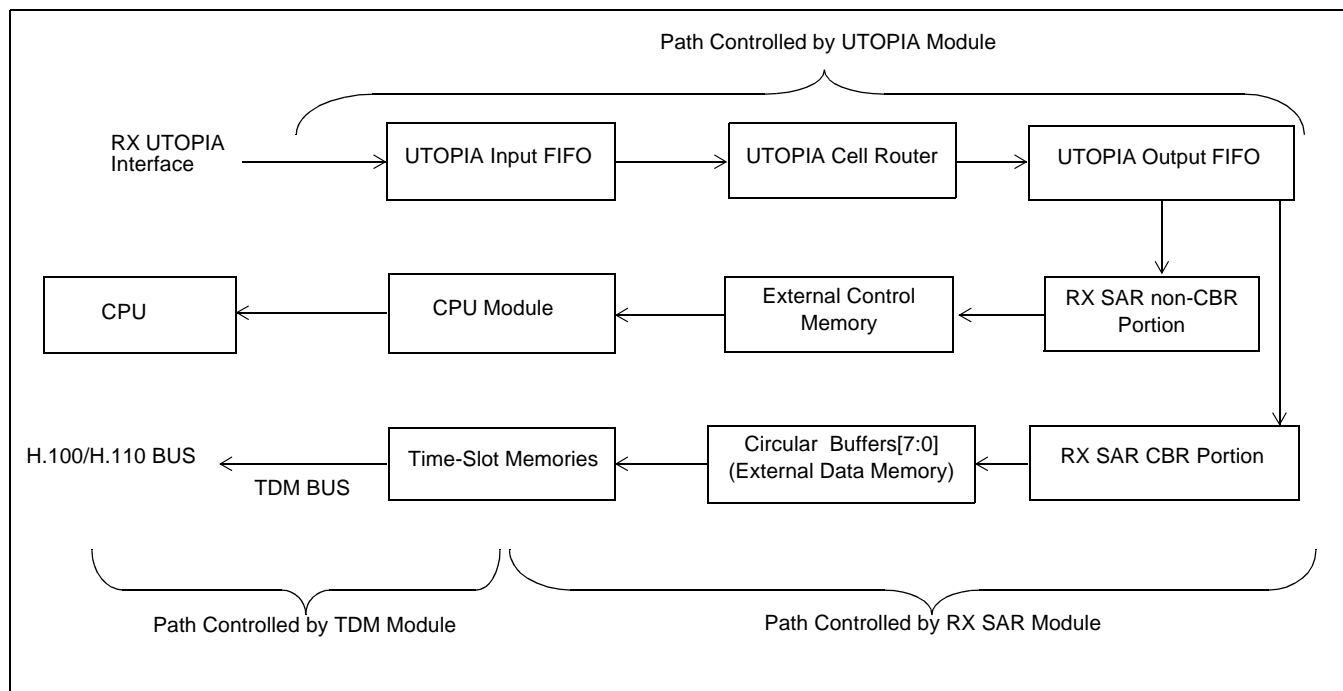 Path Controlled by UTOPIA Module
RX UTOPIA
Interface
UTOPIA Input FIFO
UTOPIA Cell Router
UTOPIA Output FIFO
CPU
CPU Module
External Control
Memory
RX SAR non-CBR
Portion
H.100/H.110 BUS
TDM BUS
Time-Slot Memories
Circular Buffers[7:0]
(External Data Memory)
RX SAR CBR Portion
Path Controlled by TDM Module
Path Controlled by RX SAR Module